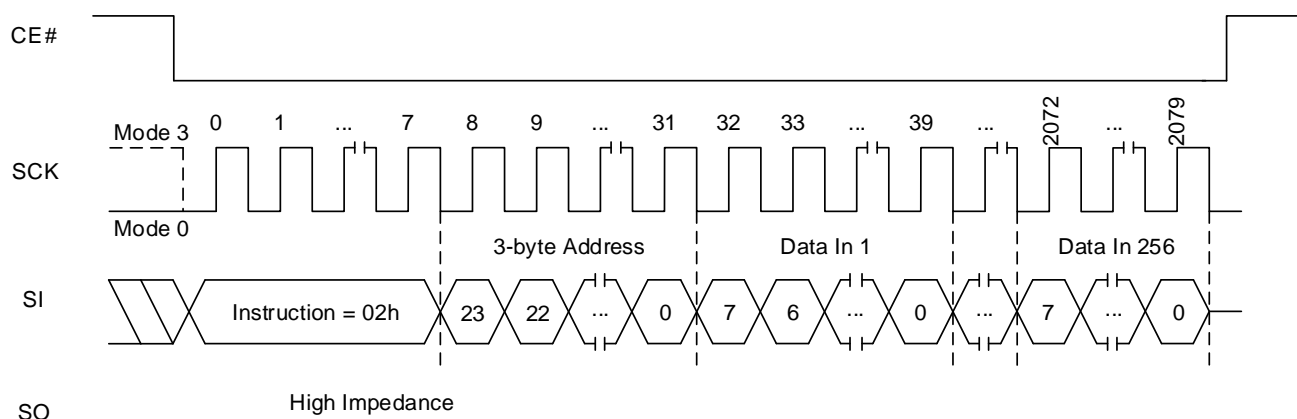 CE#
Mode 3 0 1 ... 7 8 9 ... 31 32 33 ... 39 ... 2072 ... 2079
SCK
Mode 0
3-byte Address Data In 1 Data In 256
SI Instruction = 02h 23 22 ... 0 7 6 ... 0 ... 7 ... 0
High Impedance
SO